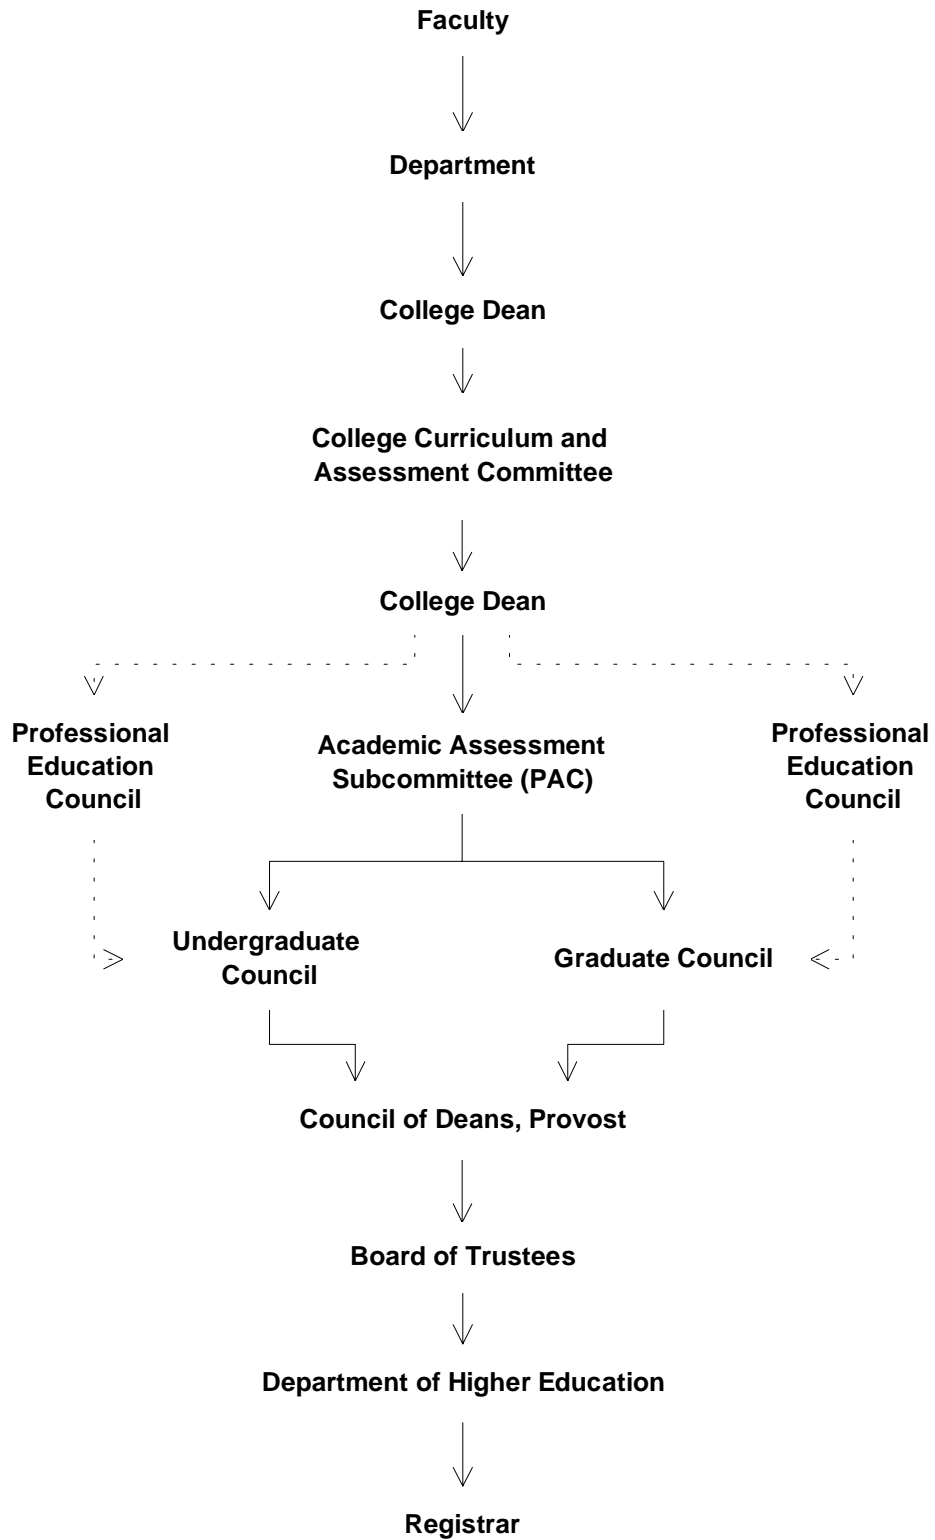 Faculty
Department
College Dean
College Curriculum and
Assessment Committee
College Dean
Professional
Education
Council
Academic Assessment
Subcommittee (PAC)
Professional
Education
Council
Undergraduate
Council
Graduate Council
Council of Deans, Provost
Board of Trustees
Department of Higher Education
Registrar